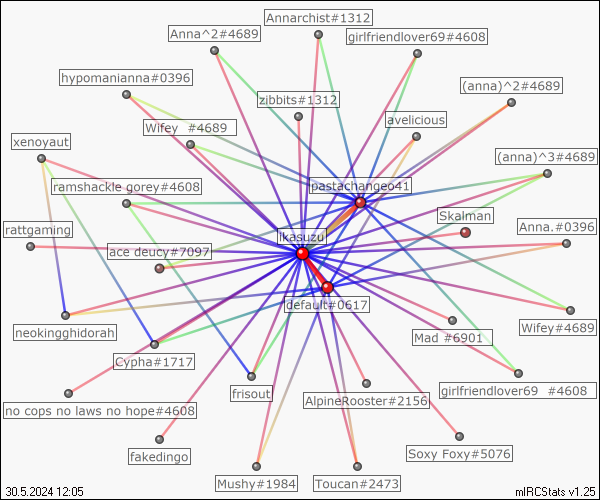 Annarchist#1312
Anna^2#4689
girlfriendlover69#4608
hypomanianna#0396
(anna)^2#4689
zibbits#1312
avelicious
Wifey  #4689
xenoyaut
(anna)^3#4689
ramshackle gorey#4608
pastachangeo41
Skalman
rattgaming
Ikasuzu
Anna.#0396
ace deucy#7097
default#0617
neokingghidorah
Wifey#4689
Mad #6901
Cypha#1717
frisout
AlpineRooster#2156
girlfriendlover69  #4608
no cops no laws no hope#4608
fakedingo
Soxy Foxy#5076
Mushy#1984
Toucan#2473
30.5.2024 12:05
mIRCStats v1.25